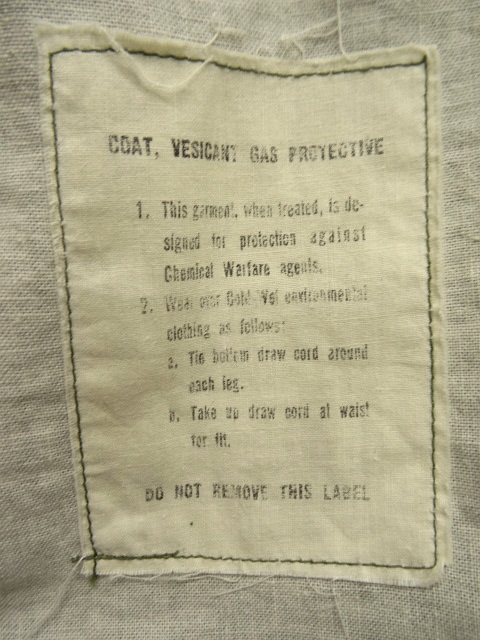 COAT, VESICANT GAS PROTECTIVE
1. This garment, when treated, is de-
signed for protection against
Chemical Warfare agents.
2. Wear over Cold Wet environmental
clothing as follows:
a. Tie bottom draw cord around
each leg.
b. Take up draw cord at waist
for fit.
DO NOT REMOVE THIS LABEL